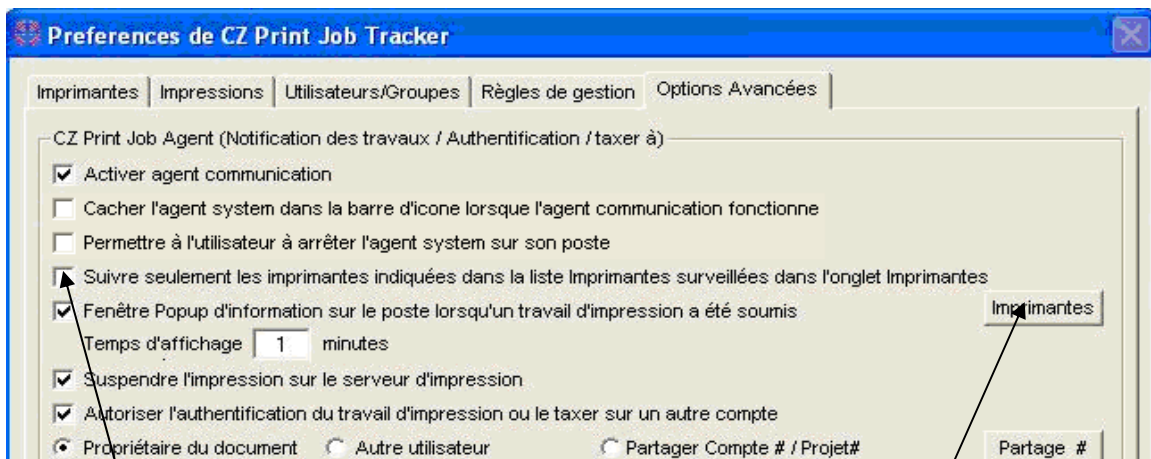 Preferences de CZ Print Job Tracker
Imprimantes Impressions Utilisateurs/Groupes Règles de gestion Options Avancées
CZ Print Job Agent (Notification des travaux / Authentification / taxer à)
Activer agent communication
Cacher l'agent system dans la barre d'icone lorsque l'agent communication fonctionne
Permettre à l'utilisateur à arrêter l'agent system sur son poste
Suivre seulement les imprimantes indiquées dans la liste Imprimantes surveillées dans l'onglet Imprimantes
Fenêtre Popup d'information sur le poste lorsqu'un travail d'impression a été soumis Imprimantes
Temps d'affichage 1 minutes
Suspendre l'impression sur le serveur d'impression
Autoriser l'authentification du travail d'impression ou le taxer sur un autre compte
Propriétaire du document Autre utilisateur Partager Compte # / Projet# Partage #